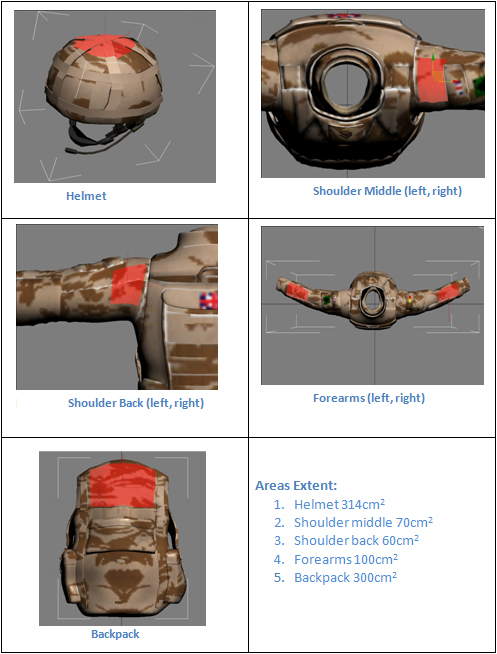 Helmet
Shoulder Middle (left, right)
Shoulder Back (left, right)
Forearms (left, right)
Backpack
Areas Extent:
1. Helmet 314cm²
2. Shoulder middle 70cm²
3. Shoulder back 60cm²
4. Forearms 100cm²
5. Backpack 300cm²